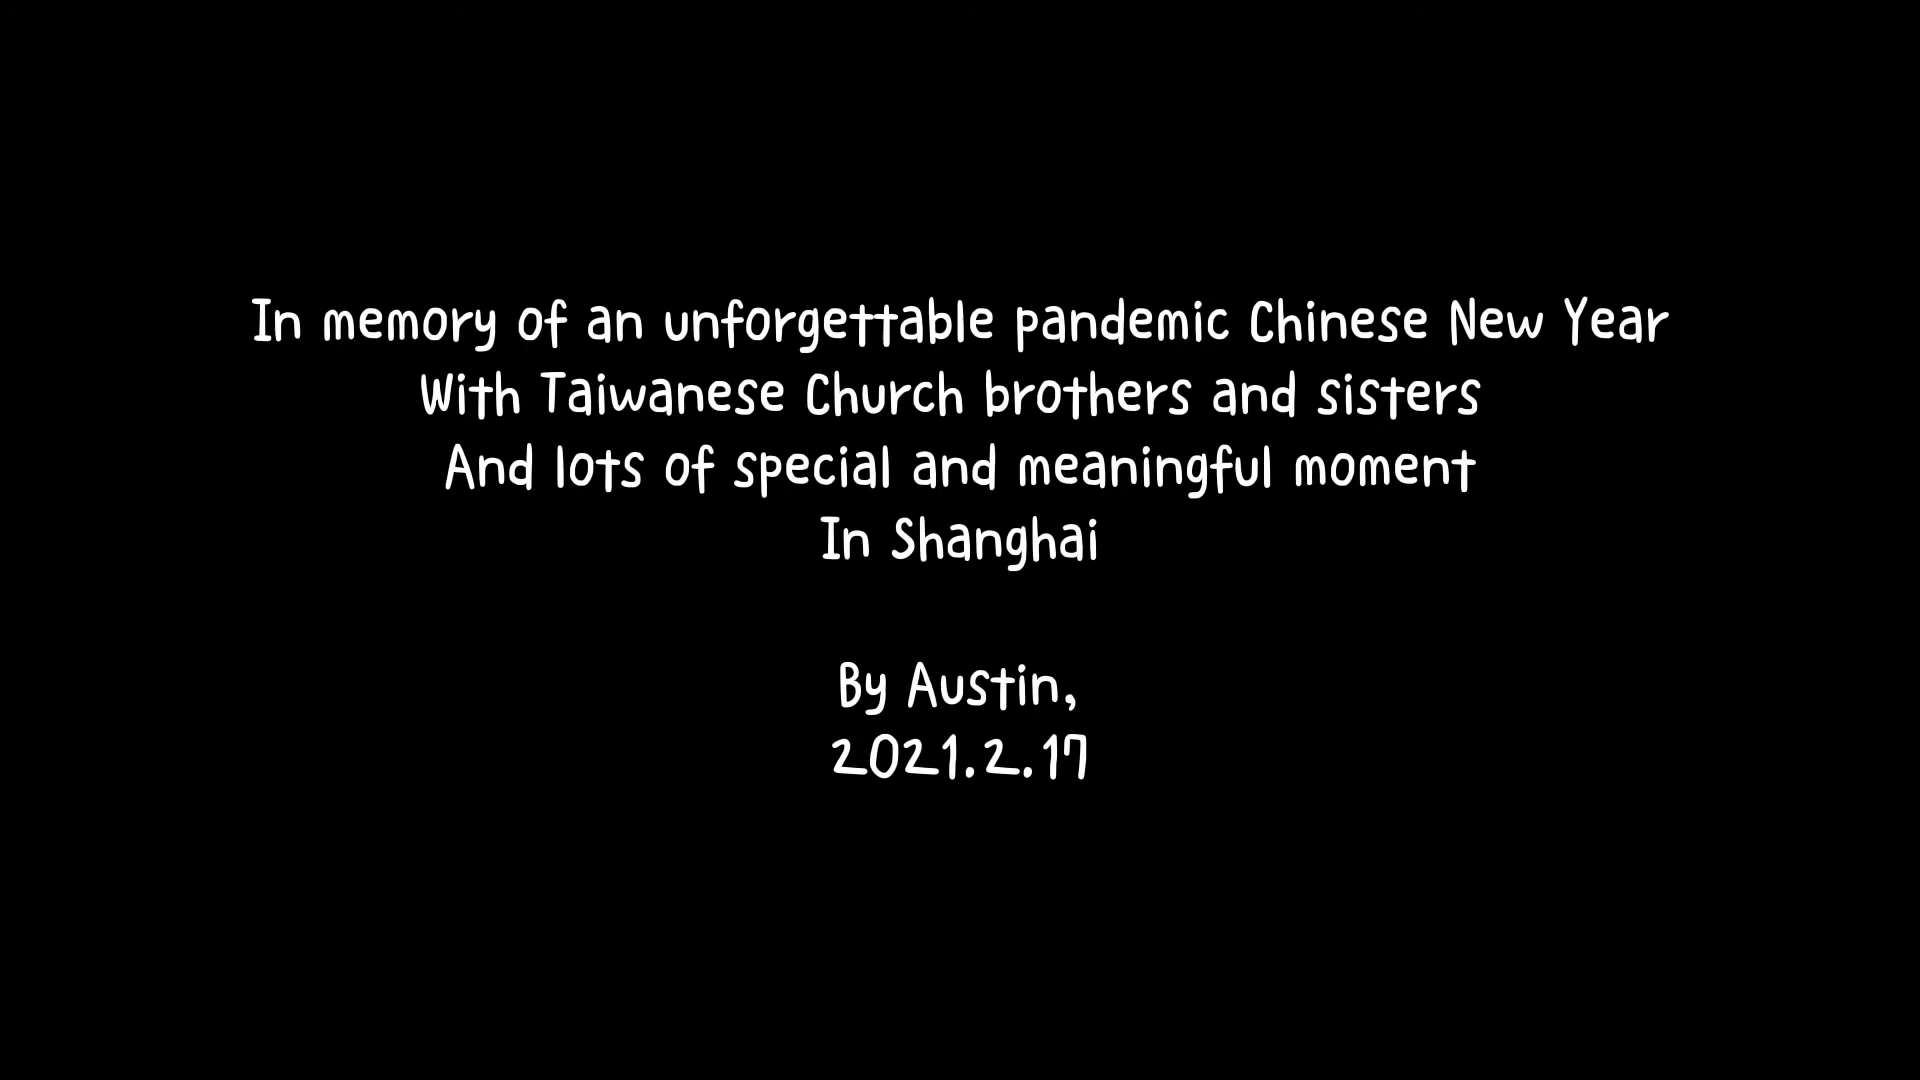 In memory of an unforgettable pandemic Chinese New Year
With Taiwanese Church brothers and sisters
And lots of special and meaningful moment
In Shanghai
By Austin,
2021.2.17